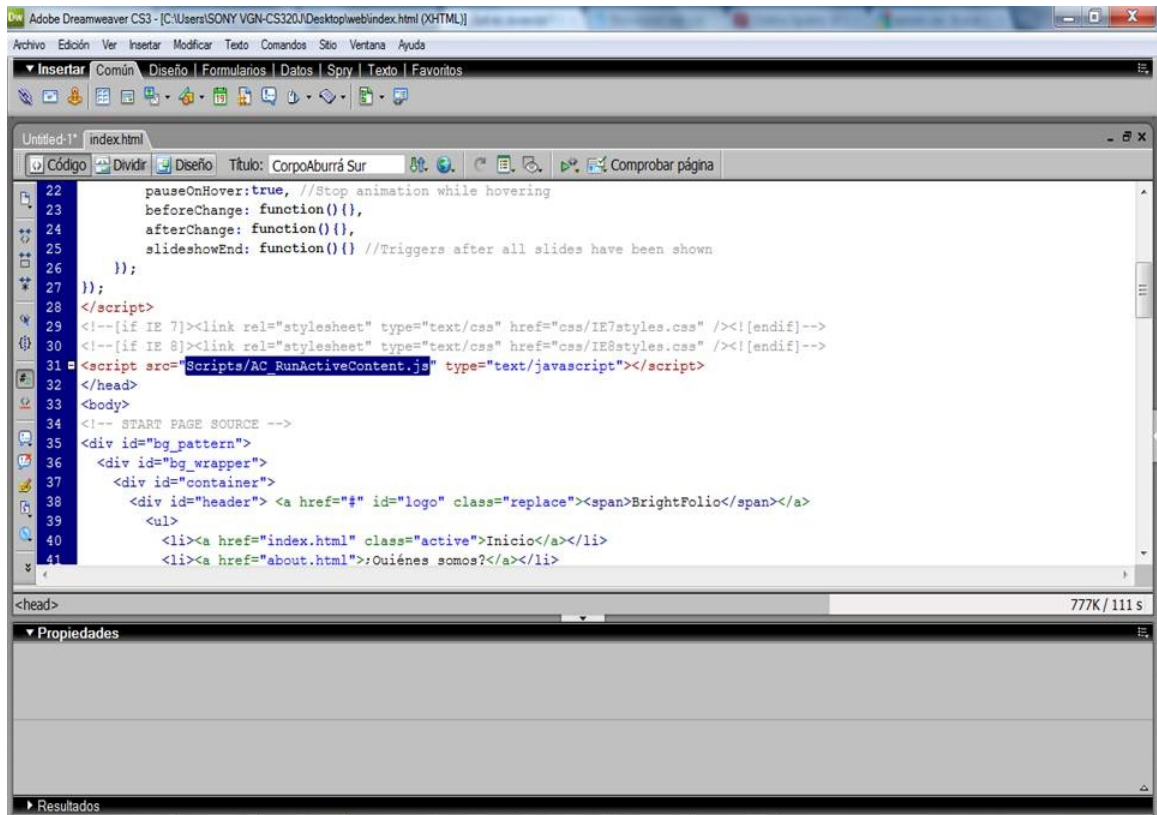 Adobe Dreamweaver CS3 - [C:\Users\SONY VGN-CS320J\Desktop\web\index.html (XHTML)]
Archivo Edición Ver Insertar Modificar Texto Comandos Sitio Ventana Ayuda
▼ Insertar Común Diseño | Formularios | Datos | Spry | Texto | Favoritos
Untitled-1* index.html
Código Dividir Diseño Título: CorpoAburrá Sur Comprobar página
22 pauseOnHover:true, //Stop animation while hovering
23 beforeChange: function(){},
24 afterChange: function(){},
25 slideshowEnd: function(){} //Triggers after all slides have been shown
26 });
27 });
28 </script>
29 <!--[if IE 7]><link rel="stylesheet" type="text/css" href="css/IE7styles.css" /><![endif]-->
30 <!--[if IE 8]><link rel="stylesheet" type="text/css" href="css/IE8styles.css" /><![endif]-->
31 <script src="Scripts/AC_RunActiveContent.js" type="text/javascript"></script>
32 </head>
33 <body>
34 <!-- START PAGE SOURCE -->
35 <div id="bg_pattern">
36 <div id="bg_wrapper">
37 <div id="container">
38 <div id="header"> <a href="#" id="logo" class="replace"><span>BrightFolio</span></a>
39 <ul>
40 <li><a href="index.html" class="active">Inicio</a></li>
41 <li><a href="about.html">¿Quiénes somos?</a></li>
<head> 777K / 111 s
▼ Propiedades
▶ Resultados